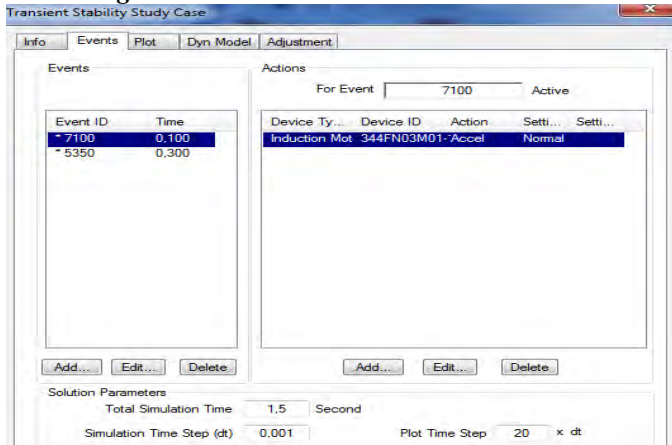 Transient Stability Study Case
Info Events Plot Dyn Model Adjustment
Events Actions
For Event 7100 Active
Event ID Time Device Ty... Device ID Action Setti... Setti...
* 7100 0,100 Induction Mot 344FN03M01- Accel Normal
* 5350 0,300
Add... Edit... Delete Add... Edit... Delete
Solution Parameters
Total Simulation Time 1,5 Second
Simulation Time Step (dt) 0,001 Plot Time Step 20 x dt